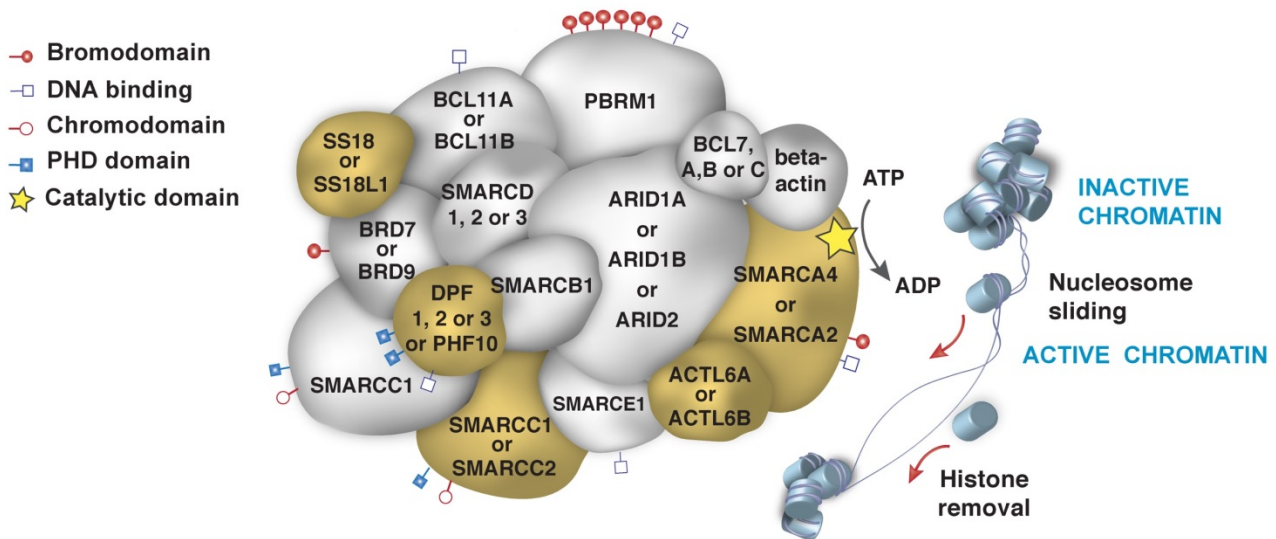 Bromodomain
DNA binding
Chromodomain
PHD domain
Catalytic domain
PBRM1
BCL11A
or
BCL11B
SS18
or
SS18L1
BCL7,
A,B or C
beta-
actin
SMARCD
1, 2 or 3
ARID1A
or
ARID1B
or
ARID2
BRD7
or
BRD9
SMARCB1
DPF
1, 2 or 3
or PHF10
SMARCA4
or
SMARCA2
SMARCC1
SMARCE1
ACTL6A
or
ACTL6B
SMARCC1
or
SMARCC2
ATP
ADP
INACTIVE
CHROMATIN
Nucleosome
sliding
ACTIVE CHROMATIN
Histone
removal